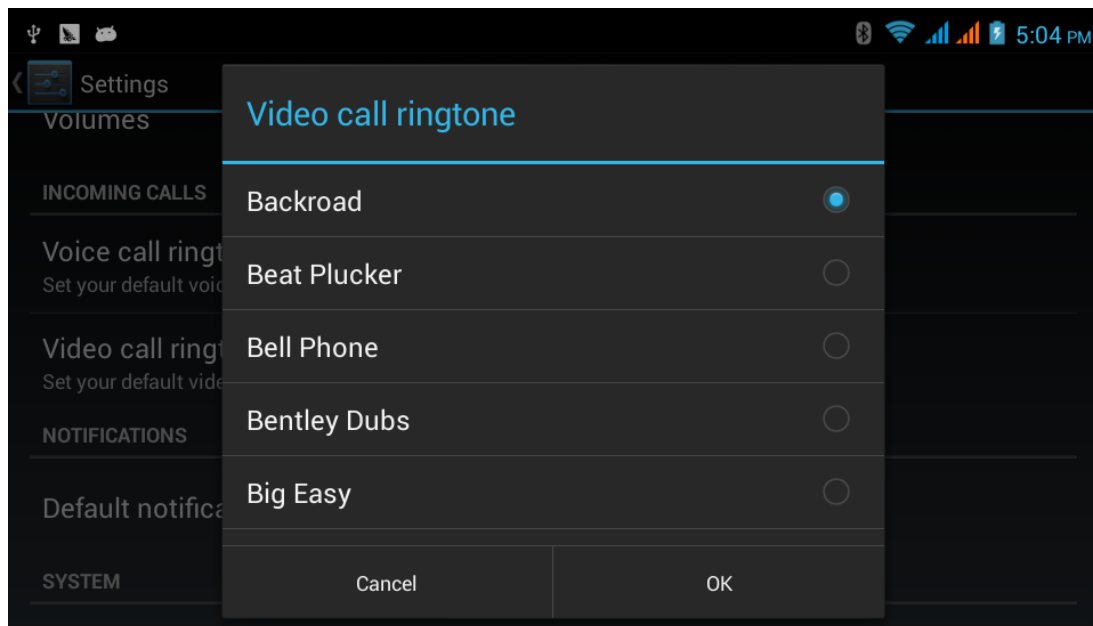 5:04 PM
Settings
Volumes
INCOMING CALLS
Voice call ringt
Set your default voic
Video call ringt
Set your default vide
NOTIFICATIONS
Default notifica
SYSTEM
Video call ringtone
Backroad
Beat Plucker
Bell Phone
Bentley Dubs
Big Easy
Cancel
OK